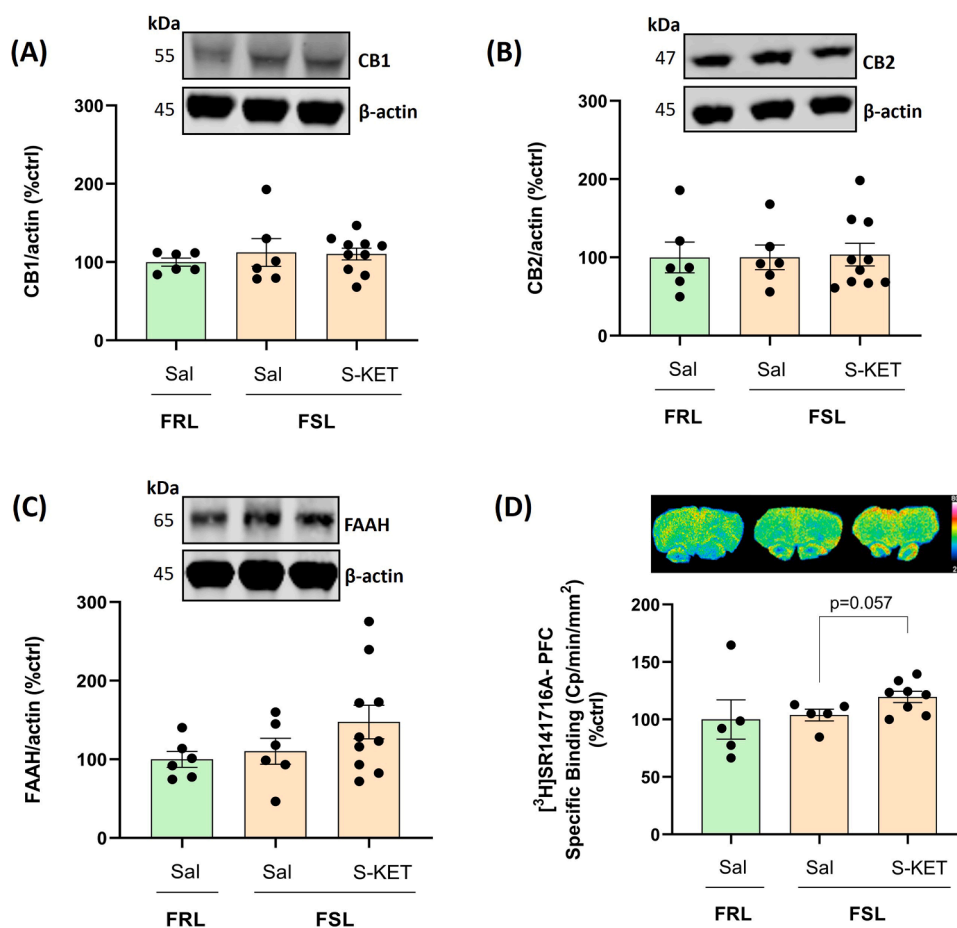 (A)
kDa
55
CB1
45
β-actin
CB1/actin (%ctrl)
300
200
100
0
Sal
Sal
S-KET
FRL
FSL
(B)
kDa
47
CB2
45
β-actin
CB2/actin (%ctrl)
300
200
100
0
Sal
Sal
S-KET
FRL
FSL
(C)
kDa
65
FAAH
45
β-actin
FAAH/actin (%ctrl)
300
200
100
0
Sal
Sal
S-KET
FRL
FSL
(D)
[³H]SR141716A- PFC
Specific Binding (Cp/min/mm²)
(%ctrl)
200
150
100
50
0
p=0.057
Sal
Sal
S-KET
FRL
FSL